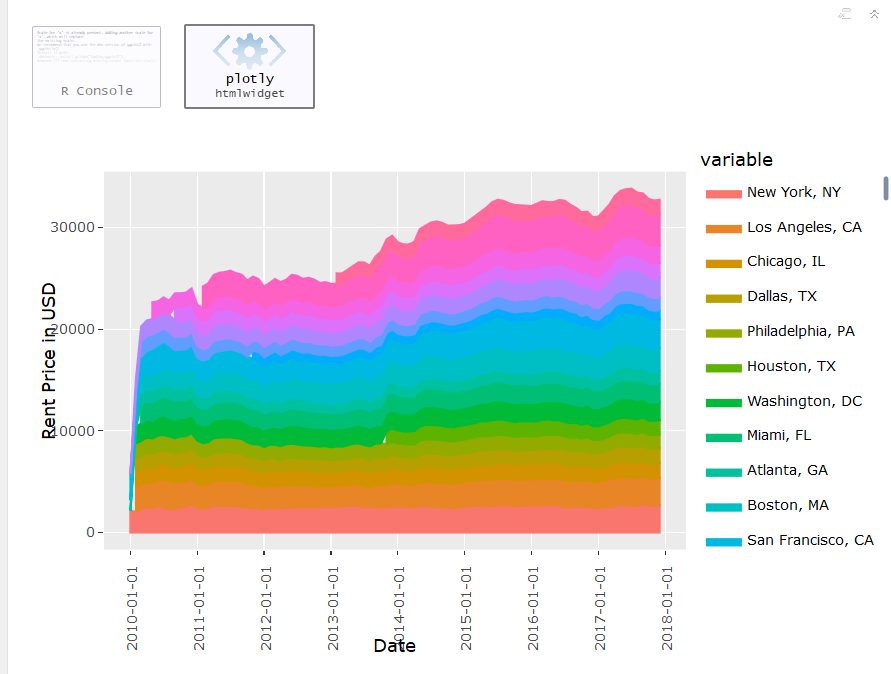 R Console
plotly
htmlwidget
variable
New York, NY
Los Angeles, CA
Chicago, IL
Dallas, TX
Philadelphia, PA
Houston, TX
Washington, DC
Miami, FL
Atlanta, GA
Boston, MA
San Francisco, CA
Rent Price in USD
30000
20000
10000
0
2010-01-01
2011-01-01
2012-01-01
2013-01-01
2014-01-01
2015-01-01
2016-01-01
2017-01-01
2018-01-01
Date